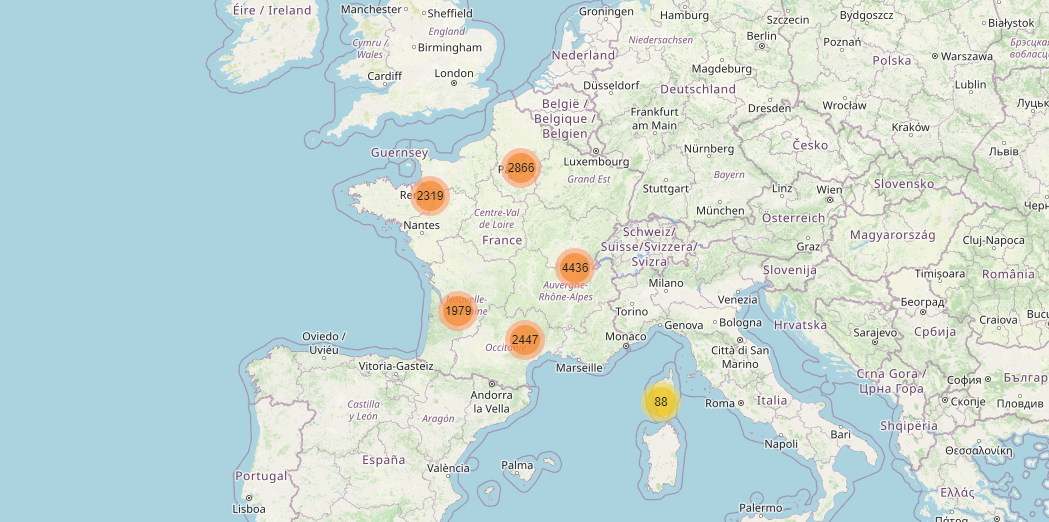 Éire / Ireland
Manchester
Sheffield
England
Cymru /
Wales
Birmingham
Cardiff
London
Groningen
Hamburg
Szczecin
Bydgoszcz
Białystok
Niedersachsen
Berlin
Poznań
Warszawa
Nederland
Polska
Magdeburg
Düsseldorf
Deutschland
Lublin
België /
Belgique /
Belgien
Frankfurt
am Main
Dresden
Wrocław
Луцьк
Kraków
Guernsey
Luxembourg
Nürnberg
Česko
Львів
2866
Grand Est
Bayern
Stuttgart
Linz
Wien
Slovensko
2319
Nantes
Centre-Val
de Loire
France
München
Österreich
Schweiz/
Suisse/Svizzera/
Svizra
Graz
Magyarország
Cluj-Napoca
4436
Auvergne-
Rhône-Alpes
Slovenija
Timișoara
România
Milano
Torino
Venezia
Београд
1979
Genova
Bologna
Hrvatska
Craiova
Sarajevo
Србија
2447
Monaco
Marseille
Città di San
Marino
Oviedo /
Uviéu
Vitoria-Gasteiz
Andorra
la Vella
Crna Gora /
Црна Гора
София
88
Roma
Italia
Скопје
Пловдив
Castilla
y León
Aragón
Shqipëria
Bari
Napoli
Θεσσαλονίκη
España
València
Palma
Portugal
Lisboa
Palermo
Ελλάς